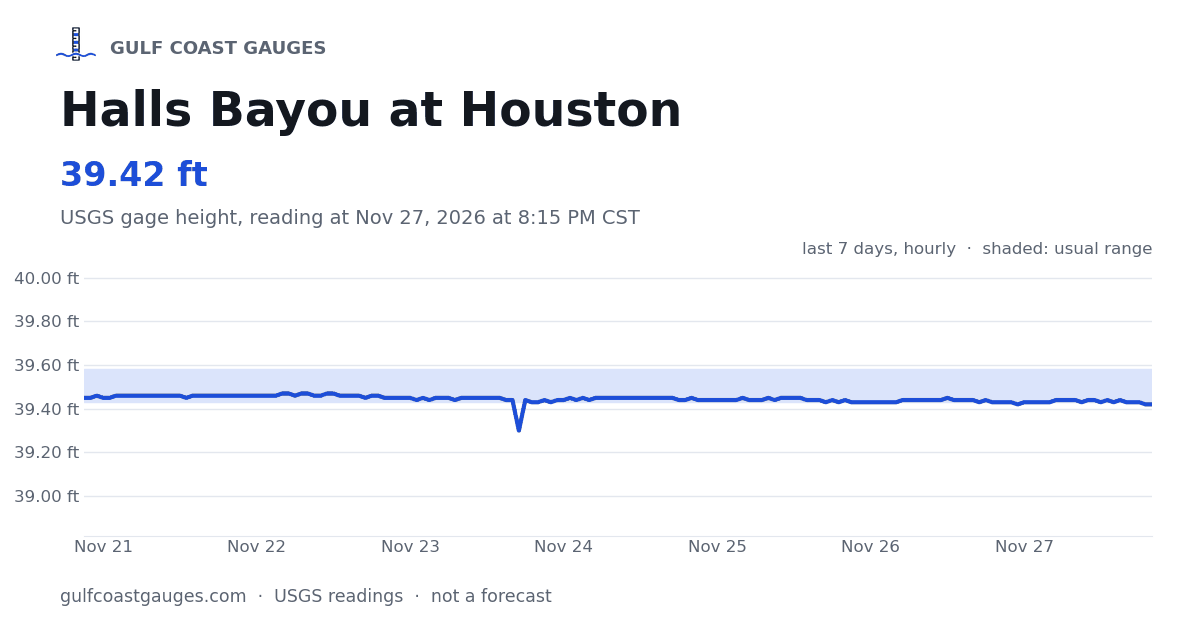 GULF COAST GAUGES
Halls Bayou at Houston
39.42 ft
USGS gage height, reading at Nov 27, 2026 at 8:15 PM CST
last 7 days, hourly · shaded: usual range
40.00 ft
39.80 ft
39.60 ft
39.40 ft
39.20 ft
39.00 ft
Nov 21 Nov 22 Nov 23 Nov 24 Nov 25 Nov 26 Nov 27
gulfcoastgauges.com · USGS readings · not a forecast